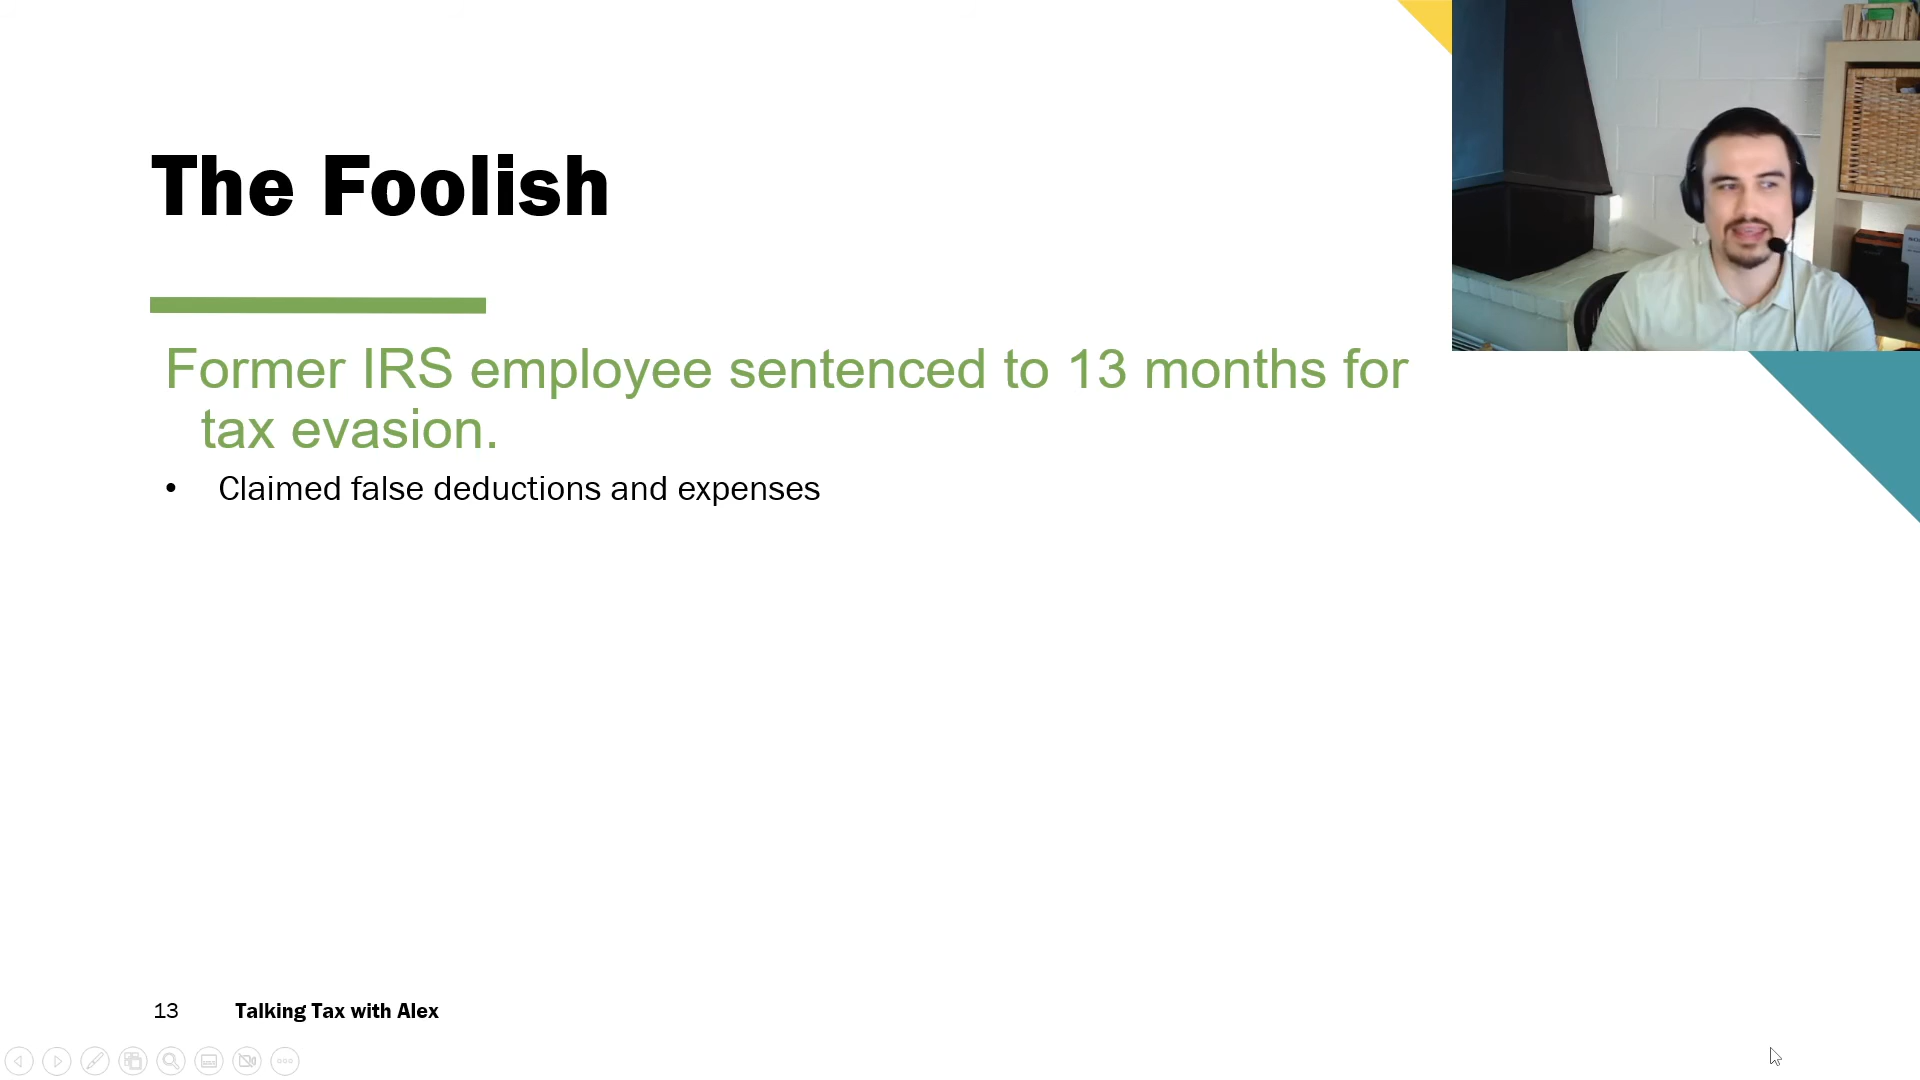 The Foolish
Former IRS employee sentenced to 13 months for
tax evasion.
• Claimed false deductions and expenses
13 Talking Tax with Alex